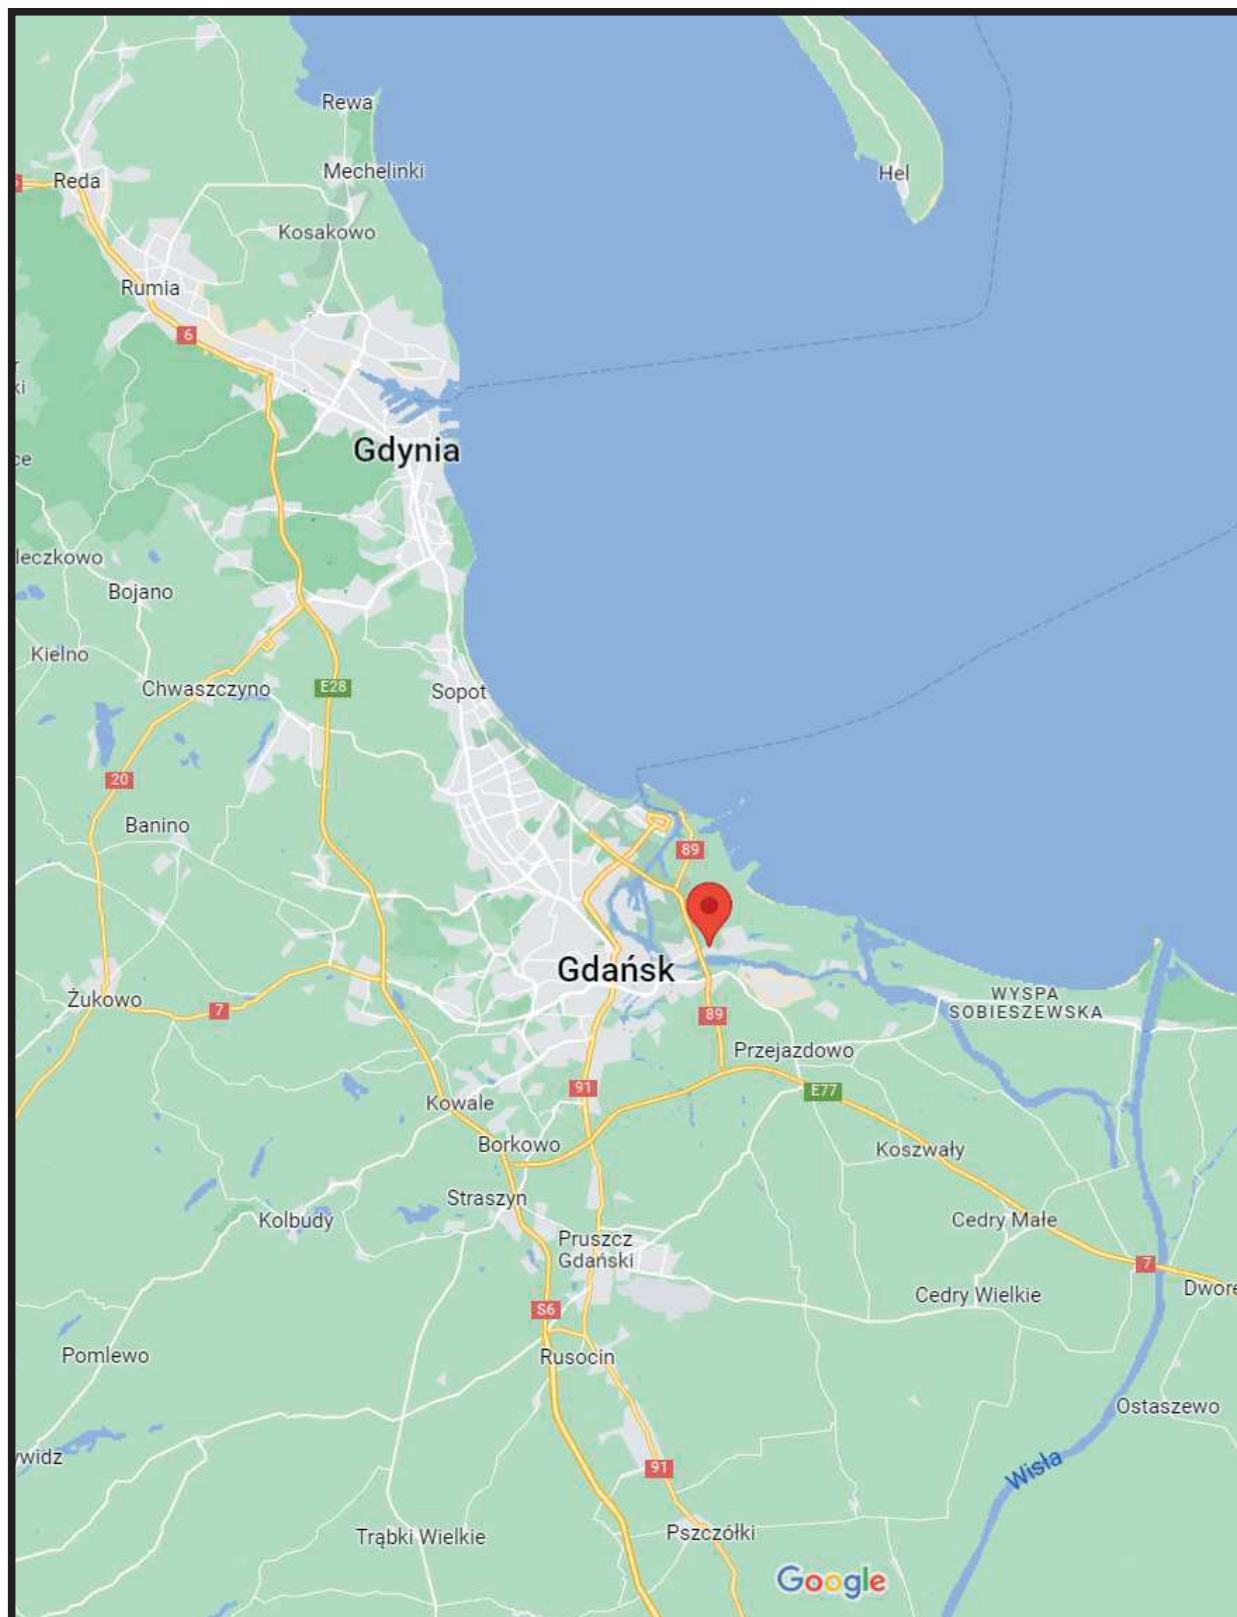 Rewa
Mechelinki
Hel
Reda
Kosakowo
Rumia
6
Gdynia
leczkowo
Bojano
Kielno
Chwaszczyno
E28
Sopot
20
Banino
89
Gdańsk
Żukowo
7
WYSPA
SOBIESZEWSKA
89
Przejazdowo
91
E77
Kowale
Borkowo
Koszwały
Straszyn
Kolbudy
Cedry Małe
Pruszcz
Gdański
7
Cedry Wielkie
Dwore
S6
Pomlewo
Rusocin
Ostaszewo
ywidz
91
Wisła
Trąbki Wielkie
Pszczółki
Google